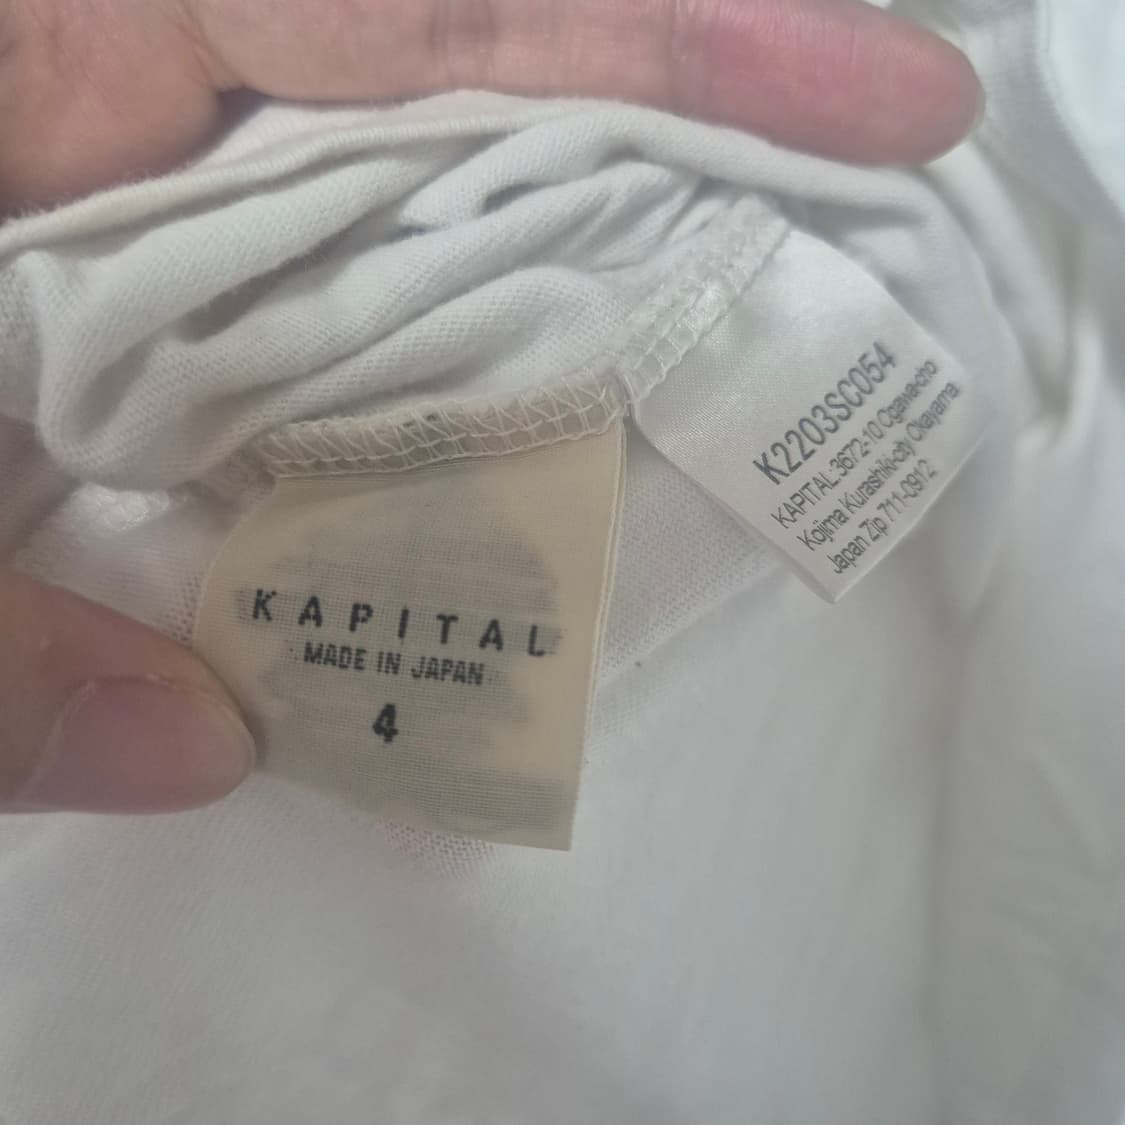 KAPITAL
MADE IN JAPAN
4
K2203SC054
KAPITAL:3672-10 Ogawa-cho
Kojima Kurashiki-city Okayama
Japan Zip 711-0912